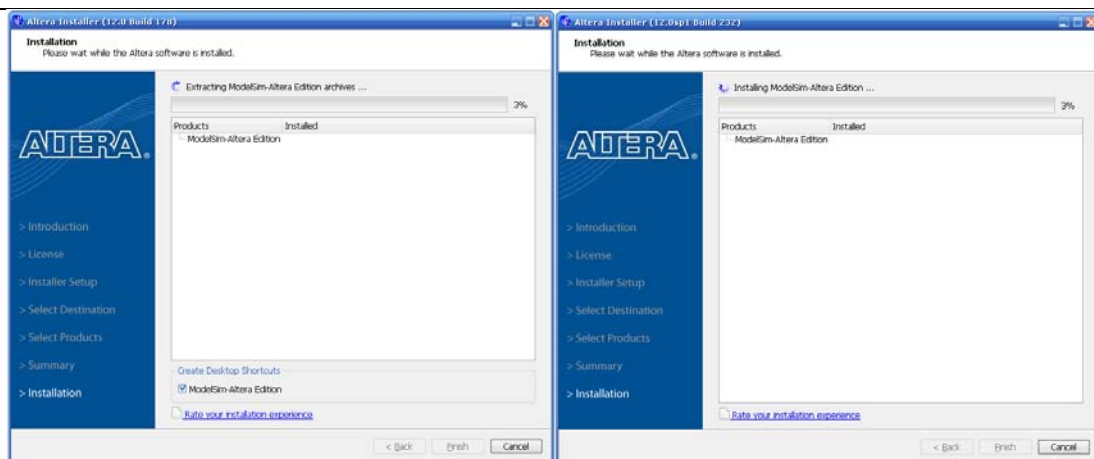 Altera Installer (12.0 Build 178)
Installation
Please wait while the Altera software is installed.
Extracting ModelSim-Altera Edition archives ...
3%
Products Installed
ModelSim-Altera Edition
ALTERA®
> Introduction
> License
> Installer Setup
> Select Destination
> Select Products
> Summary
> Installation
Create Desktop Shortcuts
ModelSim-Altera Edition
Rate your installation experience
< Back Finish Cancel
Altera Installer (12.0sp1 Build 232)
Installation
Please wait while the Altera software is installed.
Installing ModelSim-Altera Edition ...
3%
Products Installed
ModelSim-Altera Edition
ALTERA®
> Introduction
> License
> Installer Setup
> Select Destination
> Select Products
> Summary
> Installation
Rate your installation experience
< Back Finish Cancel